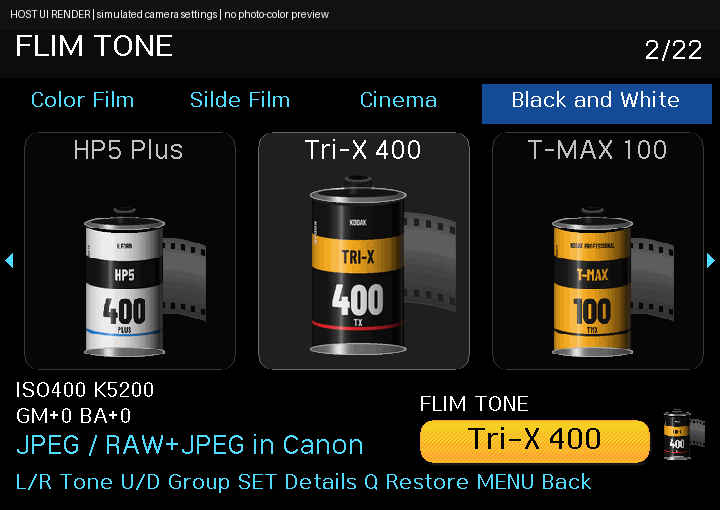 HOST UI RENDER | simulated camera settings | no photo-color preview
FLIM TONE
2/22
Color Film
Silde Film
Cinema
Black and White
HP5 Plus
Tri-X 400
T-MAX 100
ILFORD
HP5
400
PLUS
KODAK
KODAK
TRI-X
400
TX
KODAK PROFESSIONAL
T-MAX
100
TMX
ISO400 K5200
GM+0 BA+0
JPEG / RAW+JPEG in Canon
FLIM TONE
Tri-X 400
TRI-X
400
L/R Tone U/D Group SET Details Q Restore MENU Back